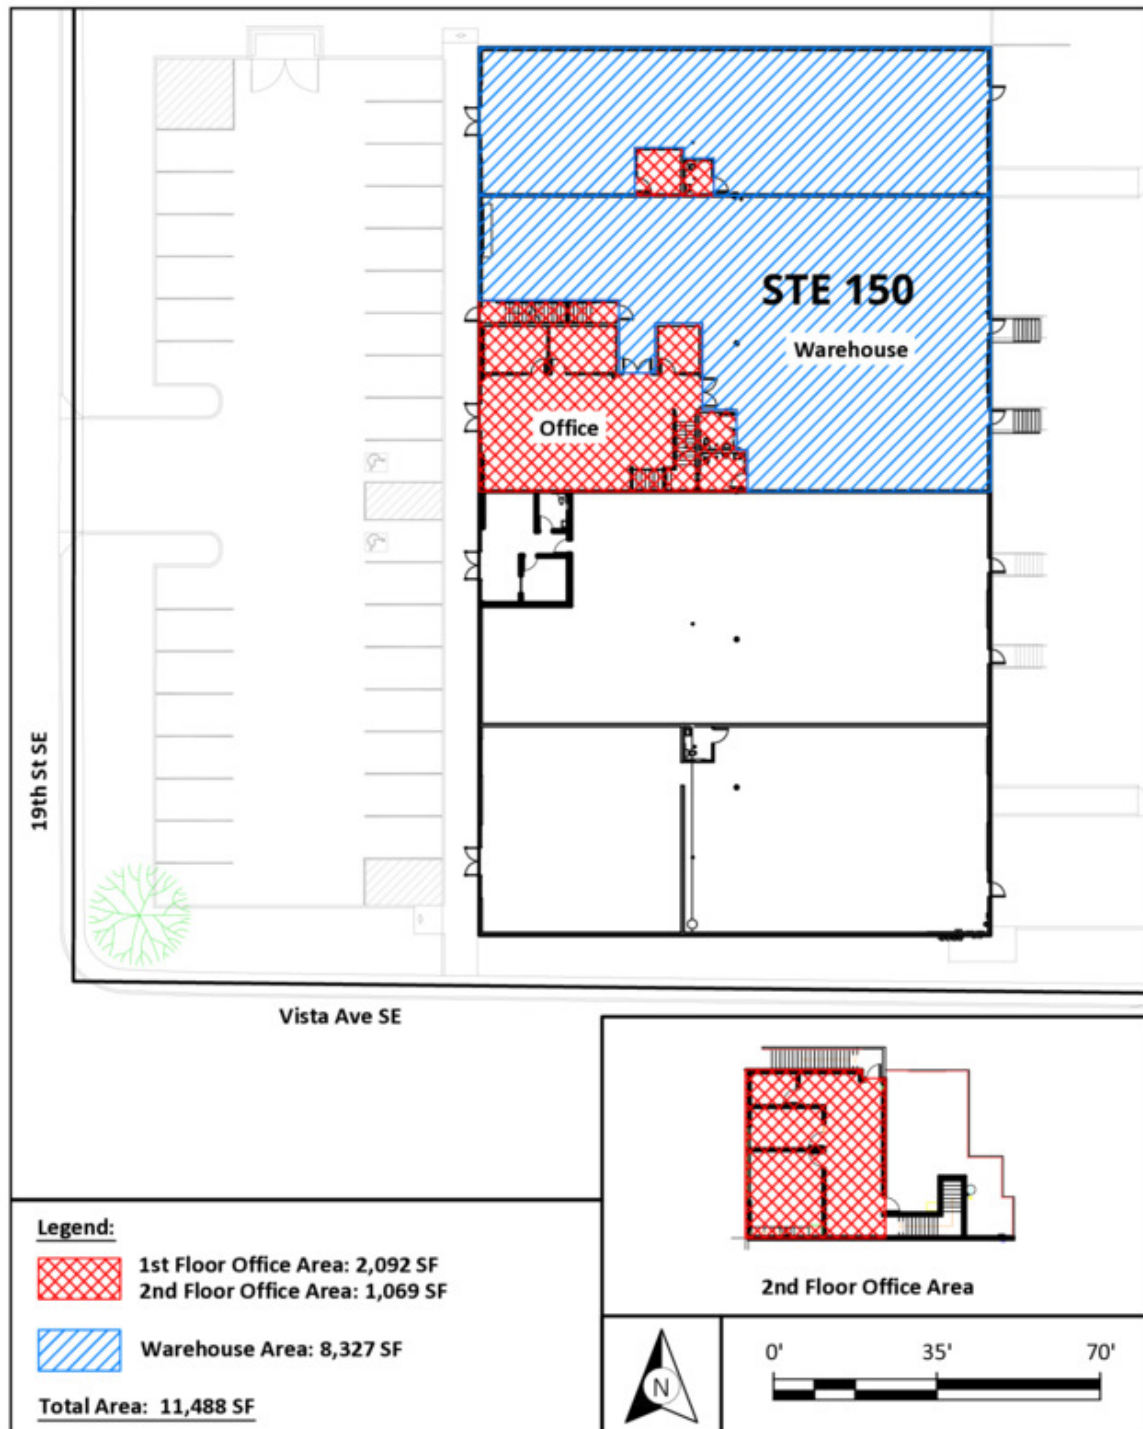 STE 150
Warehouse
Office
19th St SE
Vista Ave SE
2nd Floor Office Area
Legend:
1st Floor Office Area: 2,092 SF
2nd Floor Office Area: 1,069 SF
Warehouse Area: 8,327 SF
Total Area: 11,488 SF
N
0' 35' 70'